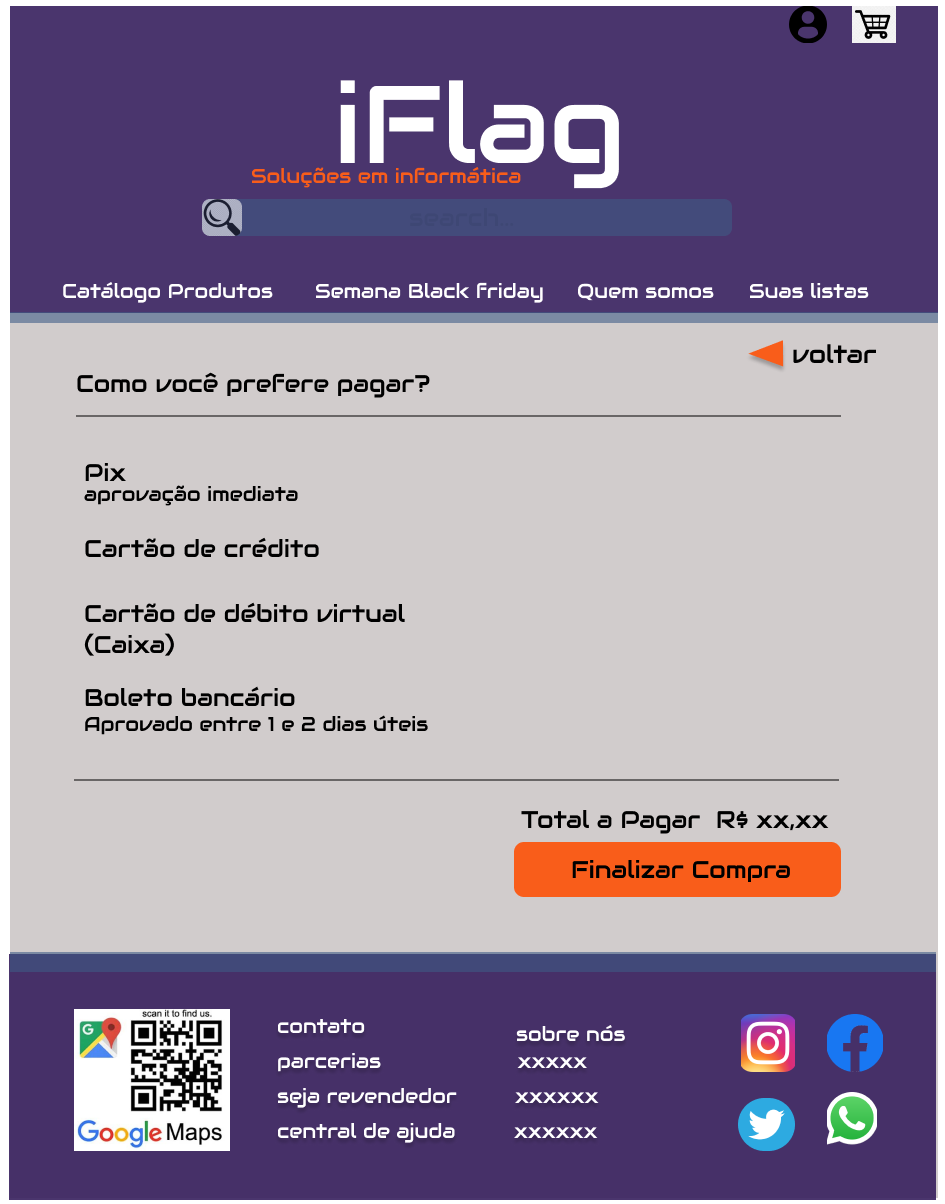 iFlag
Soluções em informática
search...
Catálogo Produtos Semana Black friday Quem somos Suas listas
voltar
Como você prefere pagar?
Pix
aprovação imediata
Cartão de crédito
Cartão de débito virtual
(Caixa)
Boleto bancário
Aprovado entre 1 e 2 dias úteis
Total a Pagar R$ xx,xx
Finalizar Compra
scan it to find us.
G
Google Maps
contato
parcerias
seja revendedor
central de ajuda
sobre nós
xxxxx
xxxxxx
xxxxxx